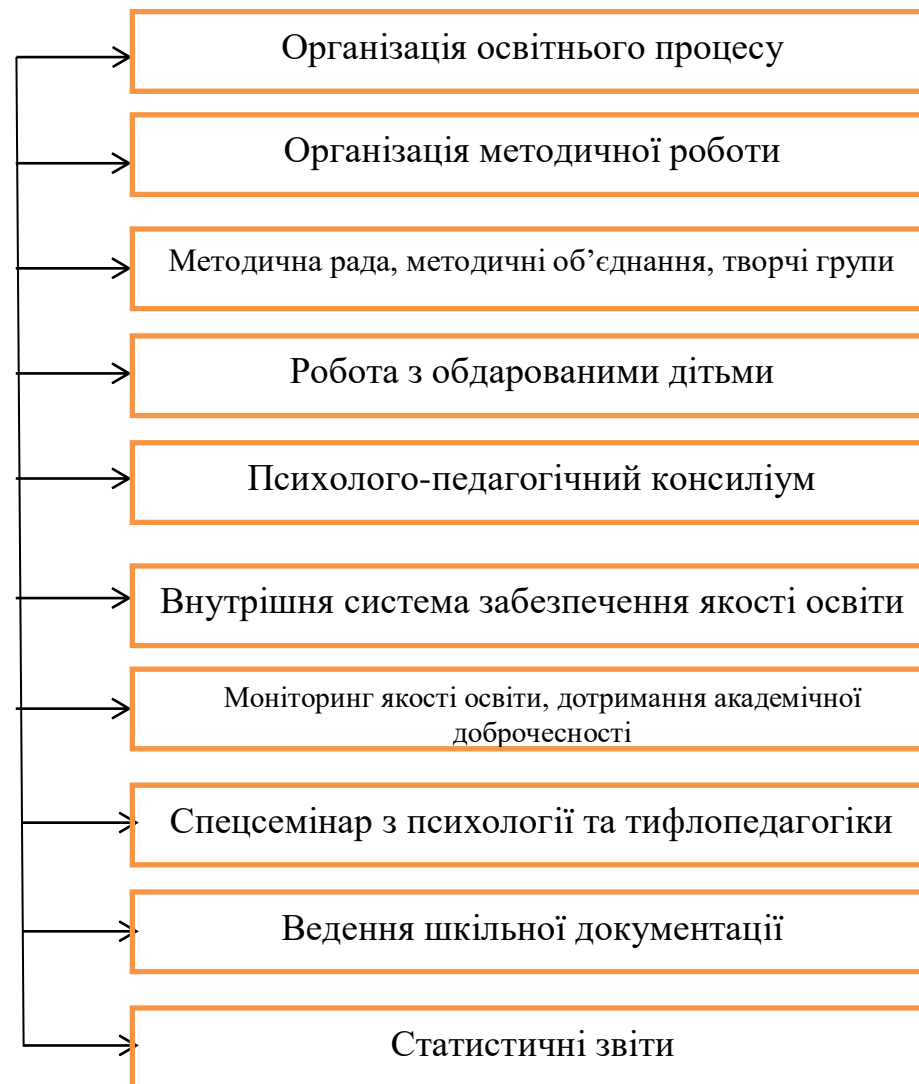 Організація освітнього процесу
Організація методичної роботи
Методична рада, методичні об’єднання, творчі групи
Робота з обдарованими дітьми
Психолого-педагогічний консиліум
Внутрішня система забезпечення якості освіти
Моніторинг якості освіти, дотримання академічної
доброчесності
Спецсемінар з психології та тифлопедагогіки
Ведення шкільної документації
Статистичні звіти